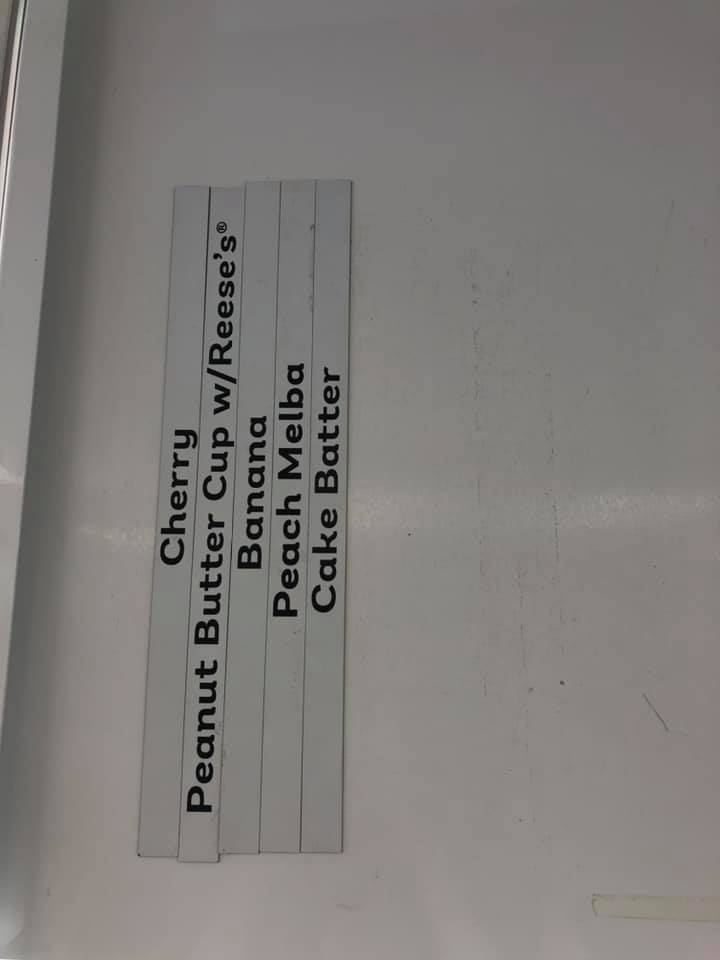 Cherry
Peanut Butter Cup w/Reese's®
Banana
Peach Melba
Cake Batter